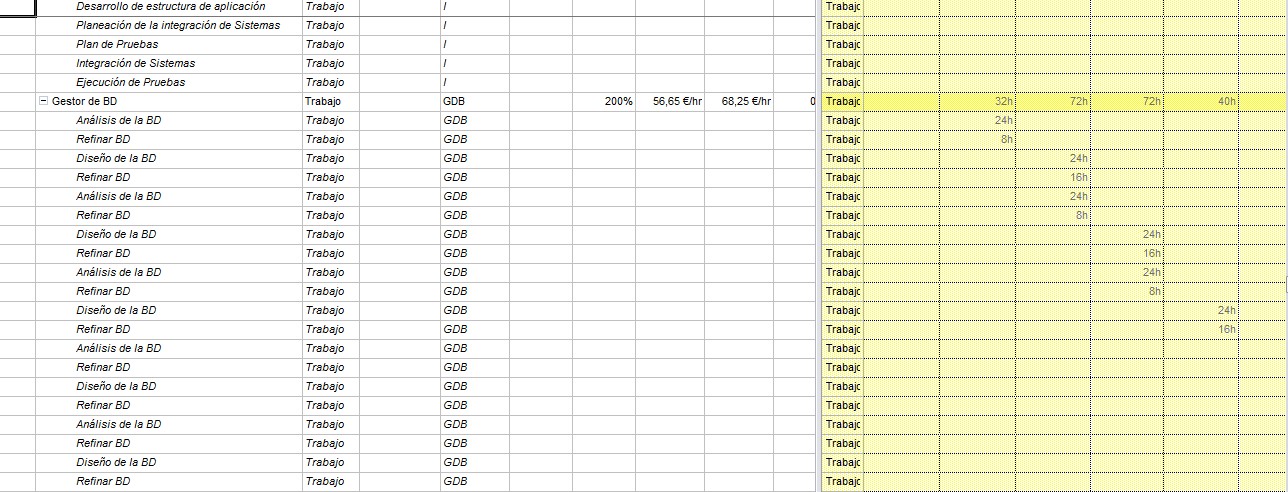 Desarrollo de estructura de aplicación Trabajo I Trabajo
Planeación de la integración de Sistemas Trabajo I Trabajo
Plan de Pruebas Trabajo I Trabajo
Integración de Sistemas Trabajo I Trabajo
Ejecución de Pruebas Trabajo I Trabajo
Gestor de BD Trabajo GDB 200% 56,65 €/hr 68,25 €/hr 0 Trabajo 32h 72h 72h 40h
Análisis de la BD Trabajo GDB Trabajo 24h
Refinar BD Trabajo GDB Trabajo 8h
Diseño de la BD Trabajo GDB Trabajo 24h
Refinar BD Trabajo GDB Trabajo 16h
Análisis de la BD Trabajo GDB Trabajo 24h
Refinar BD Trabajo GDB Trabajo 8h
Diseño de la BD Trabajo GDB Trabajo 24h
Refinar BD Trabajo GDB Trabajo 16h
Análisis de la BD Trabajo GDB Trabajo 24h
Refinar BD Trabajo GDB Trabajo 8h
Diseño de la BD Trabajo GDB Trabajo 24h
Refinar BD Trabajo GDB Trabajo 16h
Análisis de la BD Trabajo GDB Trabajo
Refinar BD Trabajo GDB Trabajo
Diseño de la BD Trabajo GDB Trabajo
Refinar BD Trabajo GDB Trabajo
Análisis de la BD Trabajo GDB Trabajo
Refinar BD Trabajo GDB Trabajo
Diseño de la BD Trabajo GDB Trabajo
Refinar BD Trabajo GDB Trabajo